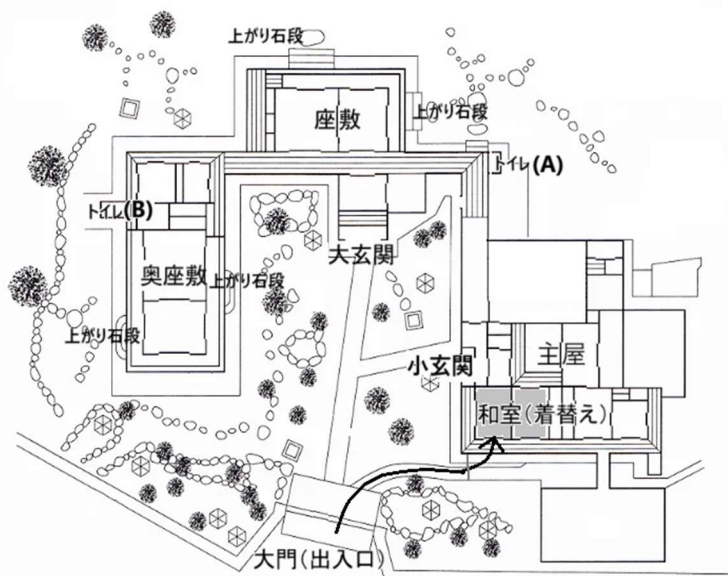 上がり石段
座敷
上がり石段
トイレ(A)
トイレ(B)
大玄関
奥座敷
上がり石段
上がり石段
小玄関
主屋
和室(着替え)
大門(出入口)